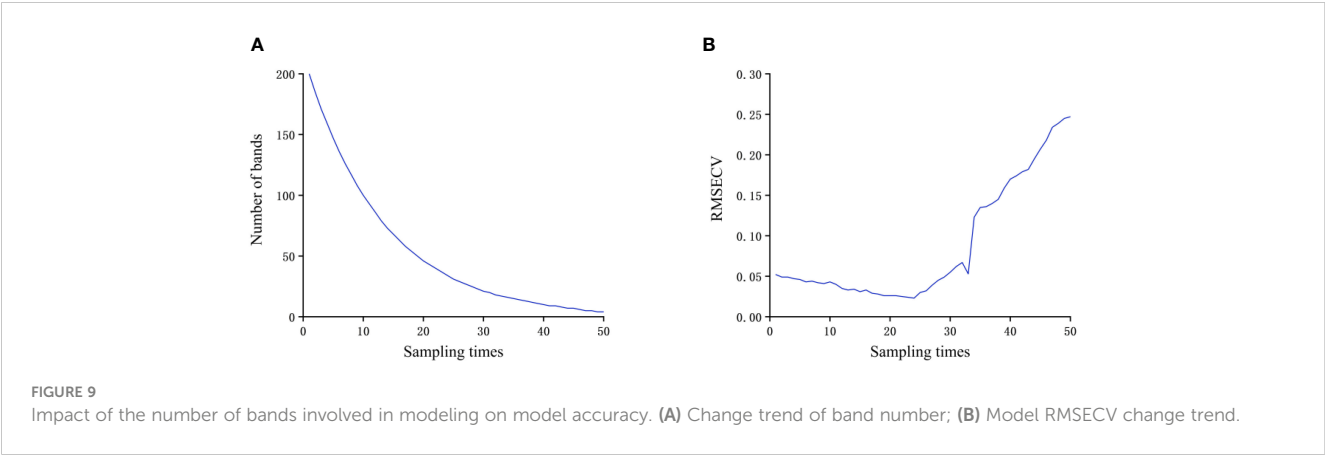 A
B
200
150
100
50
0
Number of bands
0 10 20 30 40 50
Sampling times
0. 30
0. 25
0. 20
0. 15
0. 10
0. 05
0. 00
RMSECV
0 10 20 30 40 50
Sampling times
FIGURE 9
Impact of the number of bands involved in modeling on model accuracy. (A) Change trend of band number; (B) Model RMSECV change trend.